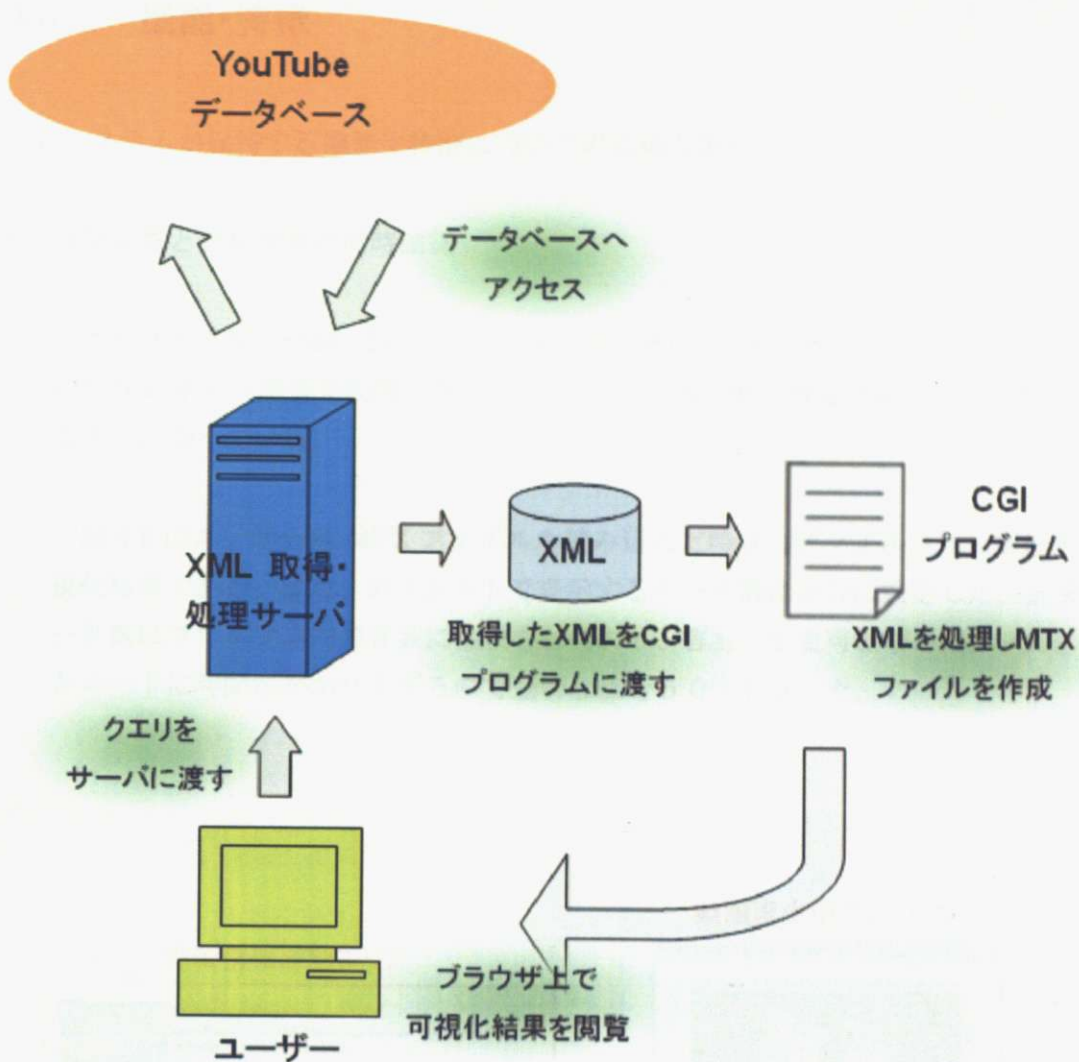 YouTube
データベース
データベースへ
アクセス
XML 取得・
処理サーバ
XML
CGI
プログラム
取得したXMLをCGI
プログラムに渡す
XMLを処理しMTX
ファイルを作成
クエリを
サーバに渡す
ブラウザ上で
可視化結果を閲覧
ユーザー